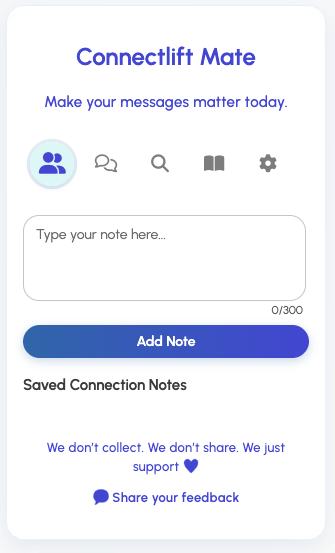 Connectlift Mate
Make your messages matter today.
Type your note here...
0/300
Add Note
Saved Connection Notes
We don't collect. We don't share. We just
support 💙
Share your feedback